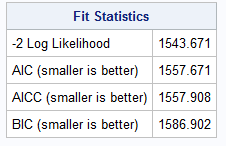 Fit Statistics
-2 Log Likelihood 1543.671
AIC (smaller is better) 1557.671
AICC (smaller is better) 1557.908
BIC (smaller is better) 1586.902